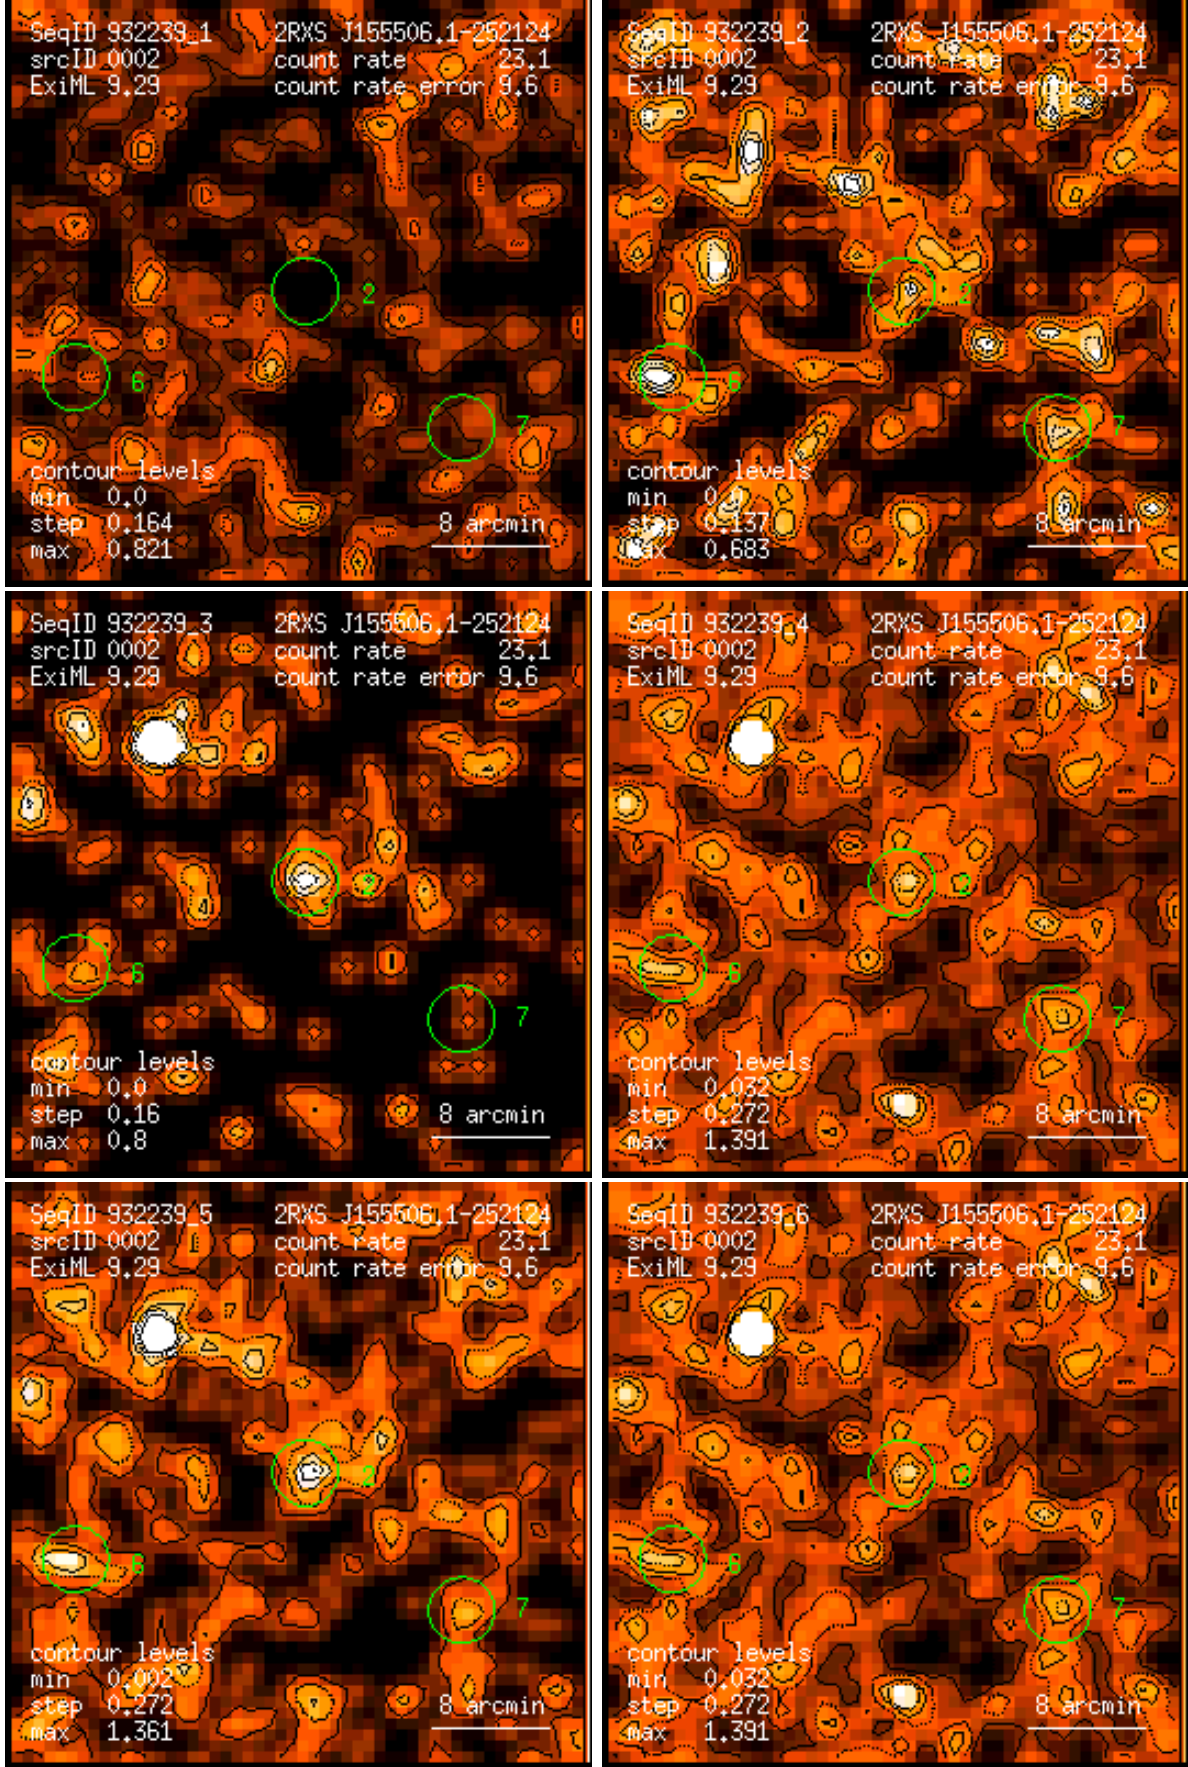 SeqID 932239_1 2RXS J155506.1-252124
srcID 0002 count rate 23.1
ExiML 9.29 count rate error 9.6
2
6
7
contour levels
min 0.0
step 0.164 8 arcmin
max 0.821
SeqID 932239_2 2RXS J155506.1-252124
srcID 0002 count rate 23.1
ExiML 9.29 count rate error 9.6
2
6
7
contour levels
min 0.0
step 0.137 8 arcmin
max 0.683
SeqID 932239_3 2RXS J155506.1-252124
srcID 0002 count rate 23.1
ExiML 9.29 count rate error 9.6
2
6
7
contour levels
min 0.0
step 0.16 8 arcmin
max 0.8
SeqID 932239_4 2RXS J155506.1-252124
srcID 0002 count rate 23.1
ExiML 9.29 count rate error 9.6
2
6
7
contour levels
min 0.032
step 0.272 8 arcmin
max 1.391
SeqID 932239_5 2RXS J155506.1-252124
srcID 0002 count rate 23.1
ExiML 9.29 count rate error 9.6
2
6
7
contour levels
min 0.002
step 0.272 8 arcmin
max 1.361
SeqID 932239_6 2RXS J155506.1-252124
srcID 0002 count rate 23.1
ExiML 9.29 count rate error 9.6
2
6
7
contour levels
min 0.032
step 0.272 8 arcmin
max 1.391